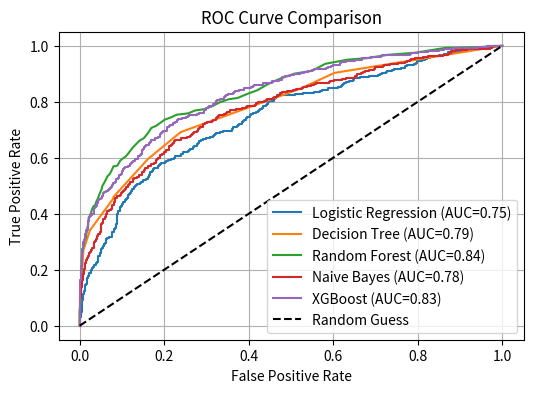 ROC Curve Comparison
True Positive Rate
1.0
0.8
0.6
0.4
0.2
0.0
Logistic Regression (AUC=0.75)
Decision Tree (AUC=0.79)
Random Forest (AUC=0.84)
Naive Bayes (AUC=0.78)
XGBoost (AUC=0.83)
Random Guess
0.0 0.2 0.4 0.6 0.8 1.0
False Positive Rate